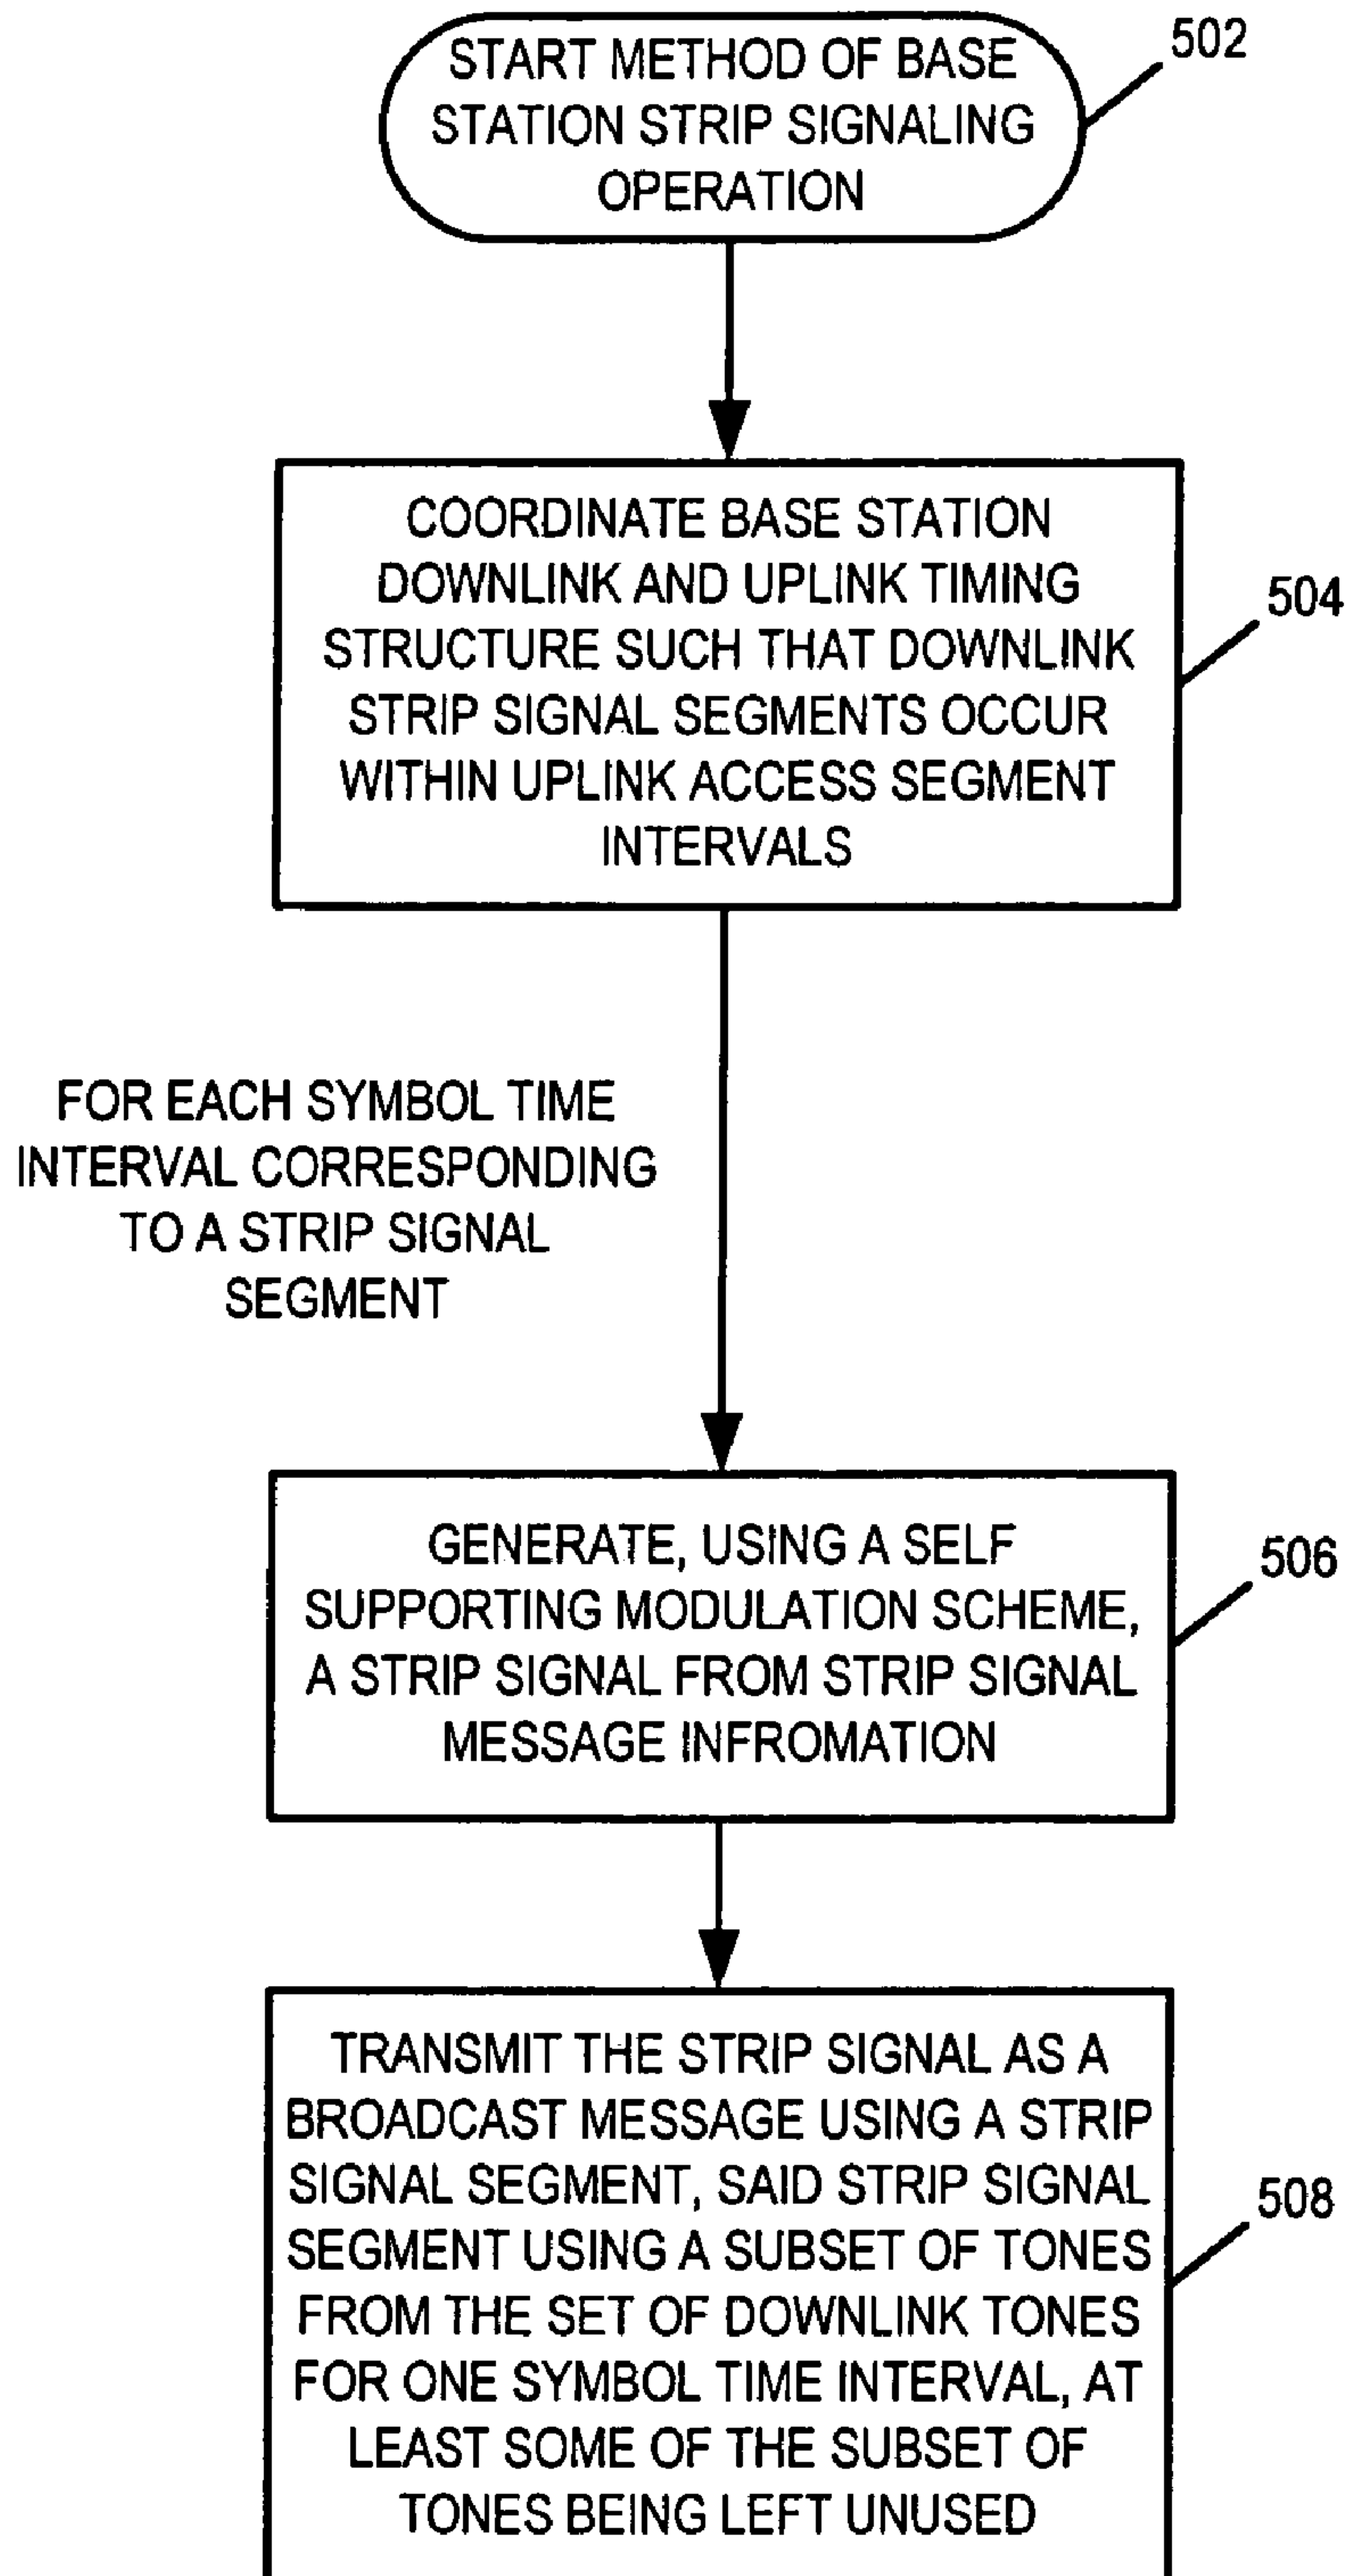 START METHOD OF BASE
STATION STRIP SIGNALING
OPERATION
502
COORDINATE BASE STATION
DOWNLINK AND UPLINK TIMING
STRUCTURE SUCH THAT DOWNLINK
STRIP SIGNAL SEGMENTS OCCUR
WITHIN UPLINK ACCESS SEGMENT
INTERVALS
504
FOR EACH SYMBOL TIME
INTERVAL CORRESPONDING
TO A STRIP SIGNAL
SEGMENT
GENERATE, USING A SELF
SUPPORTING MODULATION SCHEME,
A STRIP SIGNAL FROM STRIP SIGNAL
MESSAGE INFROMATION
506
TRANSMIT THE STRIP SIGNAL AS A
BROADCAST MESSAGE USING A STRIP
SIGNAL SEGMENT, SAID STRIP SIGNAL
SEGMENT USING A SUBSET OF TONES
FROM THE SET OF DOWNLINK TONES
FOR ONE SYMBOL TIME INTERVAL, AT
LEAST SOME OF THE SUBSET OF
TONES BEING LEFT UNUSED
508